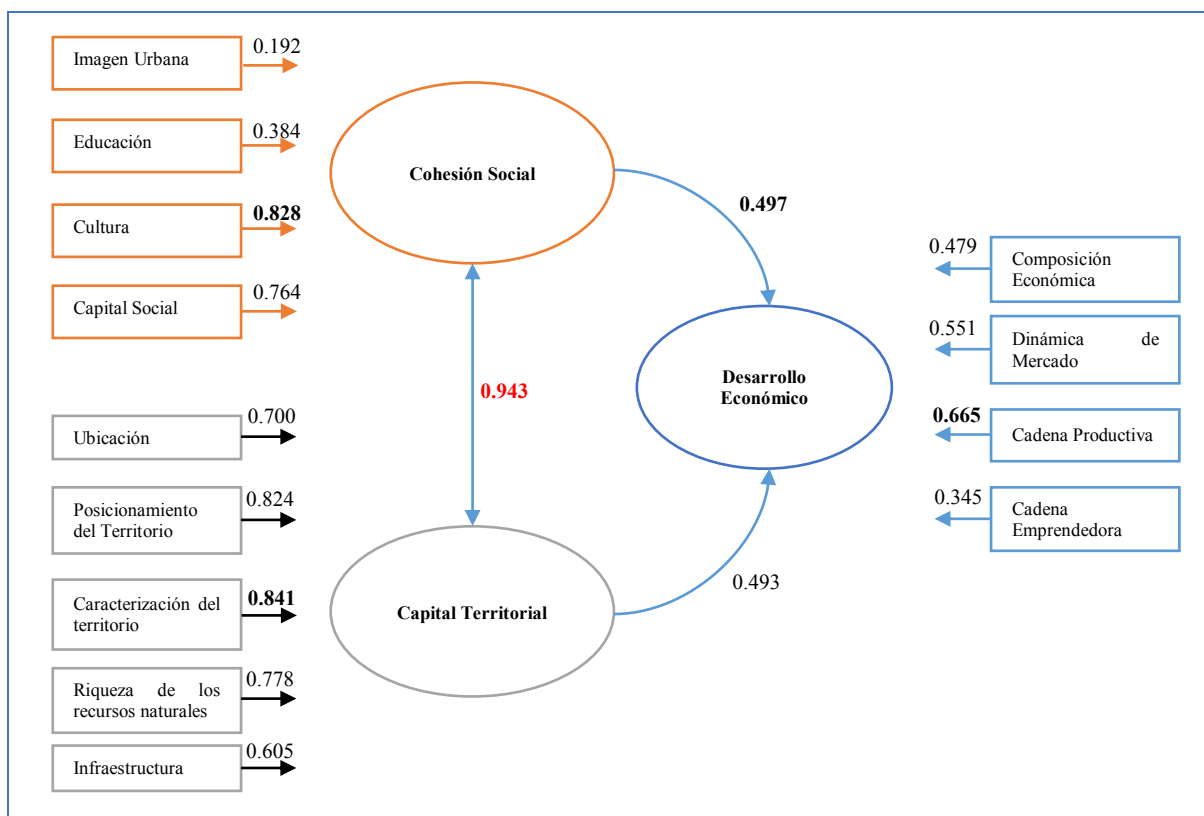 Imagen Urbana
0.192
Educación
0.384
Cultura
0.828
Capital Social
0.764
Ubicación
0.700
Posicionamiento
del Territorio
0.824
Caracterización del
territorio
0.841
Riqueza de los
recursos naturales
0.778
Infraestructura
0.605
Cohesión Social
0.943
Capital Territorial
0.497
0.493
Desarrollo
Económico
0.479
Composición
Económica
0.551
Dinámica de
Mercado
0.665
Cadena Productiva
0.345
Cadena
Emprendedora